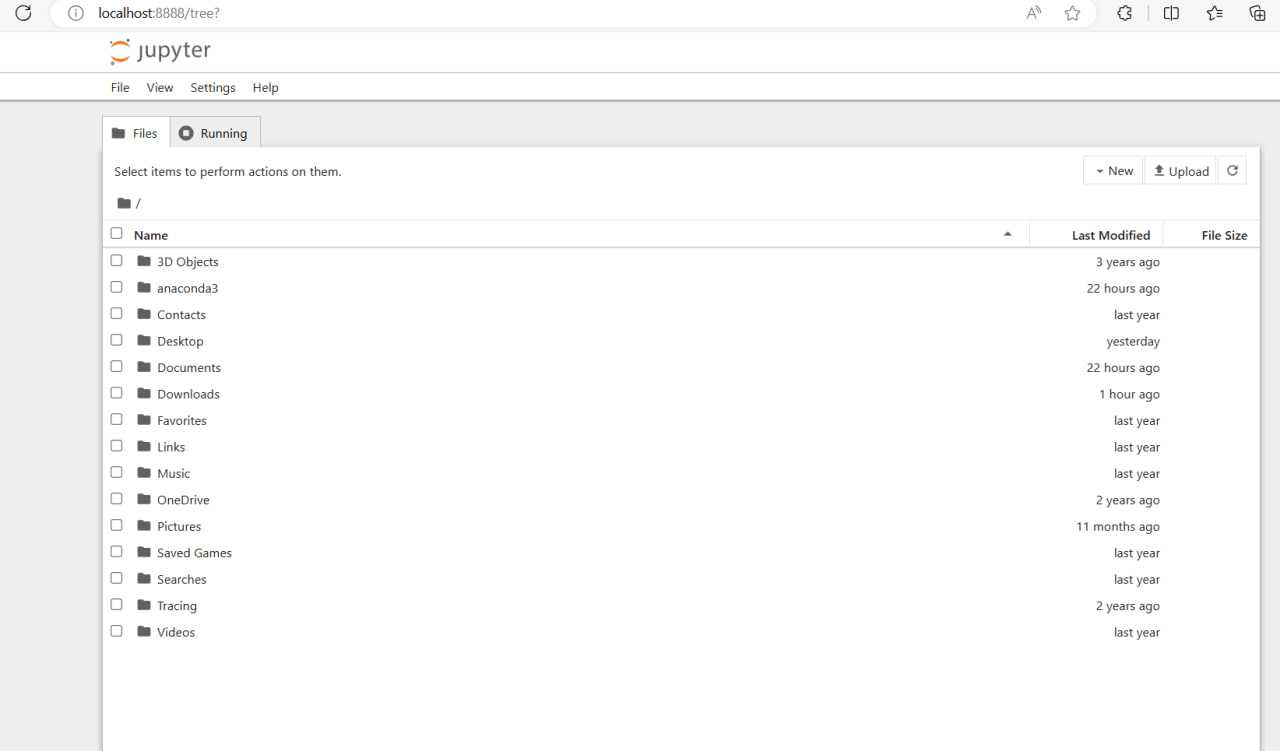 localhost:8888/tree?
jupyter
File View Settings Help
Files Running
Select items to perform actions on them.
New Upload
/
Name Last Modified File Size
3D Objects 3 years ago
anaconda3 22 hours ago
Contacts last year
Desktop yesterday
Documents 22 hours ago
Downloads 1 hour ago
Favorites last year
Links last year
Music last year
OneDrive 2 years ago
Pictures 11 months ago
Saved Games last year
Searches last year
Tracing 2 years ago
Videos last year